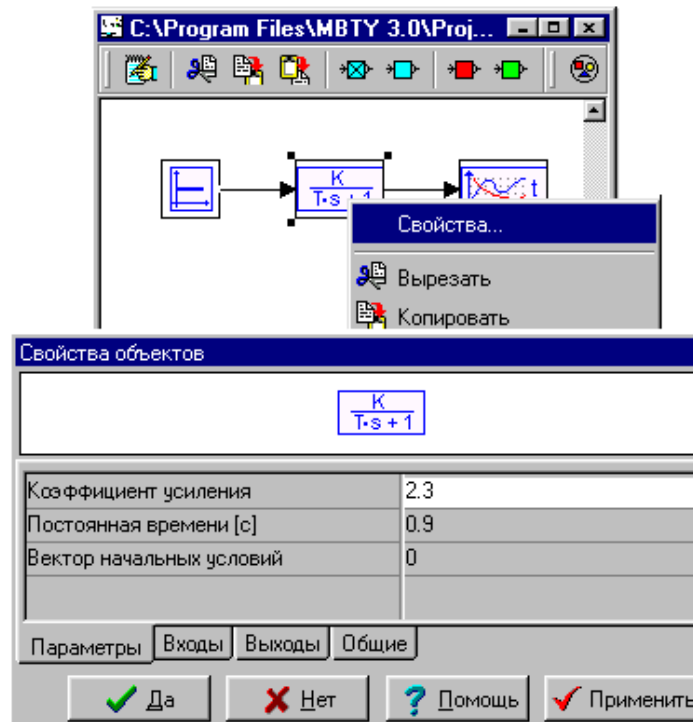 C:\Program Files\MBTY 3.0\Proj...
K
T·s + 1
t
Свойства...
Вырезать
Копировать
Свойства объектов
K
T·s + 1
Коэффициент усиления 2.3
Постоянная времени [с] 0.9
Вектор начальных условий 0
Параметры Входы Выходы Общие
Да Нет Помощь Применить